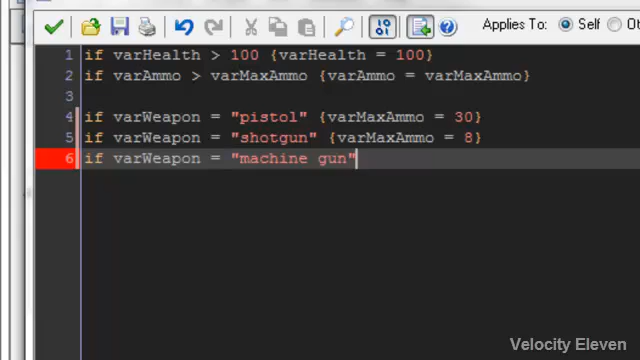 Applies To: Self
1 if varHealth > 100 {varHealth = 100}
2 if varAmmo > varMaxAmmo {varAmmo = varMaxAmmo}
3
4 if varWeapon = "pistol" {varMaxAmmo = 30}
5 if varWeapon = "shotgun" {varMaxAmmo = 8}
6 if varWeapon = "machine gun"
Velocity Eleven